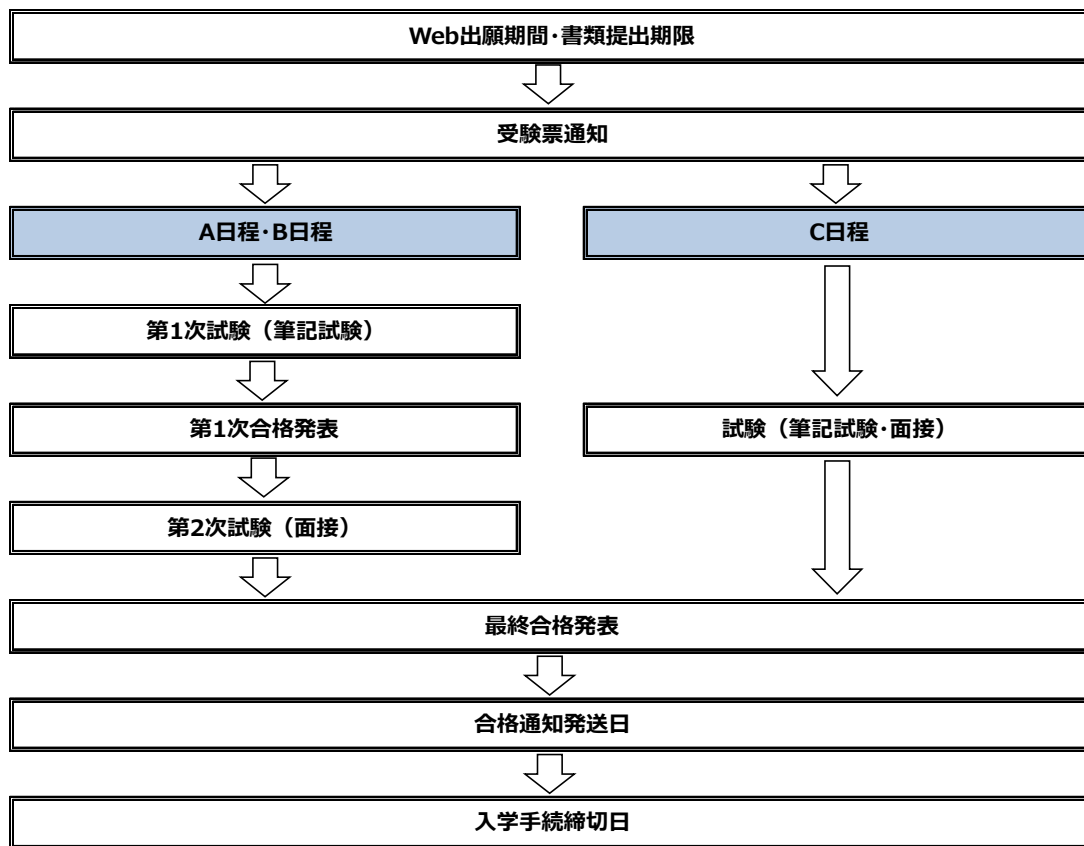 Web出願期間･書類提出期限
受験票通知
A日程･B日程
C日程
第1次試験（筆記試験）
第1次合格発表
試験（筆記試験･面接）
第2次試験（面接）
最終合格発表
合格通知発送日
入学手続締切日